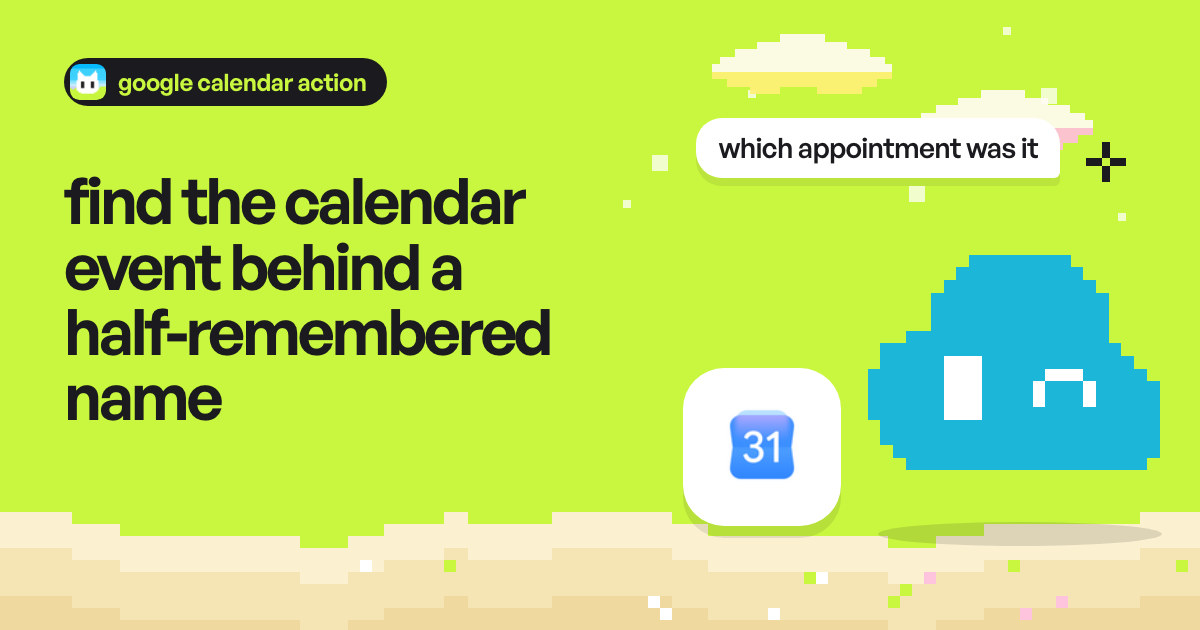 google calendar action
which appointment was it
find the calendar
event behind a
half-remembered
name
31